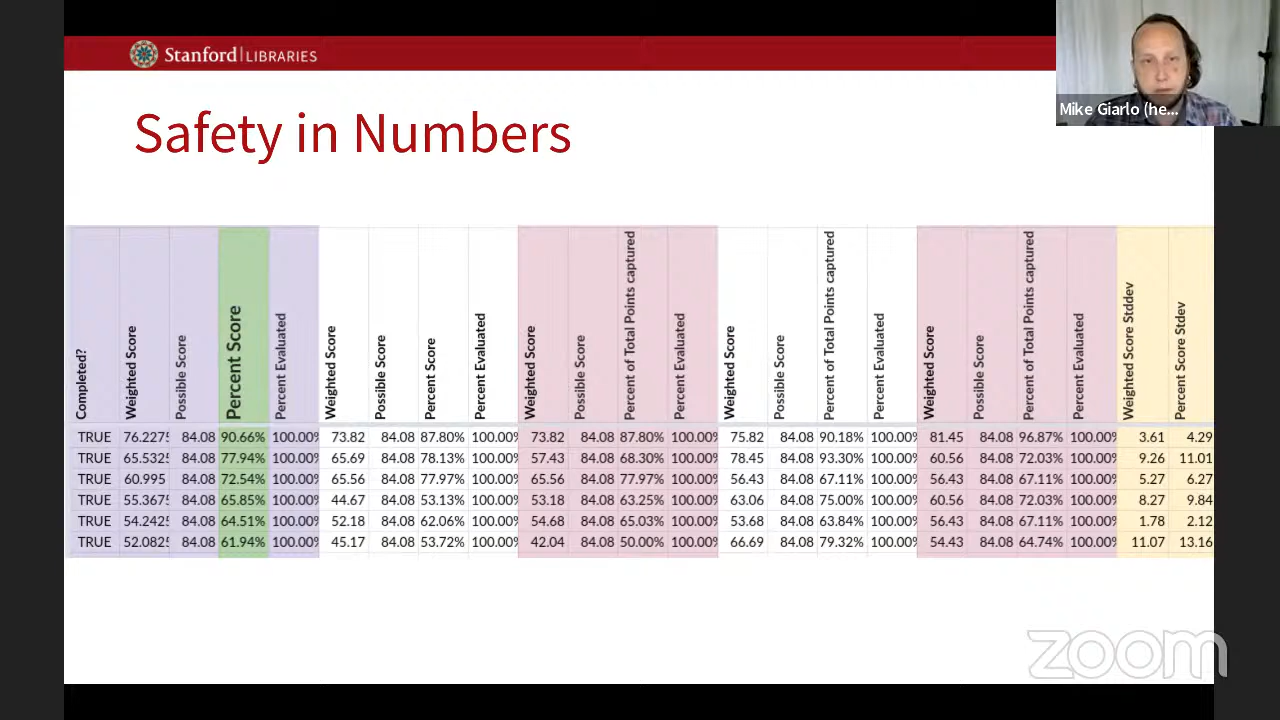 Stanford LIBRARIES
Mike Giarlo (he...
Safety in Numbers
Completed? Weighted Score Possible Score Percent Score Percent Evaluated Weighted Score Possible Score Percent Score Percent Evaluated Weighted Score Possible Score Percent of Total Points captured Percent Evaluated Weighted Score Possible Score Percent of Total Points captured Percent Evaluated Weighted Score Possible Score Percent of Total Points captured Percent Evaluated Weighted Score Stddev Percent Score Stdev
TRUE 76.2275 84.08 90.66% 100.00% 73.82 84.08 87.80% 100.00% 73.82 84.08 87.80% 100.00% 75.82 84.08 90.18% 100.00% 81.45 84.08 96.87% 100.00% 3.61 4.29
TRUE 65.5325 84.08 77.94% 100.00% 65.69 84.08 78.13% 100.00% 57.43 84.08 68.30% 100.00% 78.45 84.08 93.30% 100.00% 60.56 84.08 72.03% 100.00% 9.26 11.01
TRUE 60.995 84.08 72.54% 100.00% 65.56 84.08 77.97% 100.00% 65.56 84.08 77.97% 100.00% 56.43 84.08 67.11% 100.00% 56.43 84.08 67.11% 100.00% 5.27 6.27
TRUE 55.3675 84.08 65.85% 100.00% 44.67 84.08 53.13% 100.00% 53.18 84.08 63.25% 100.00% 63.06 84.08 75.00% 100.00% 60.56 84.08 72.03% 100.00% 8.27 9.84
TRUE 54.2425 84.08 64.51% 100.00% 52.18 84.08 62.06% 100.00% 54.68 84.08 65.03% 100.00% 53.68 84.08 63.84% 100.00% 56.43 84.08 67.11% 100.00% 1.78 2.12
TRUE 52.0825 84.08 61.94% 100.00% 45.17 84.08 53.72% 100.00% 42.04 84.08 50.00% 100.00% 66.69 84.08 79.32% 100.00% 54.43 84.08 64.74% 100.00% 11.07 13.16
zoom